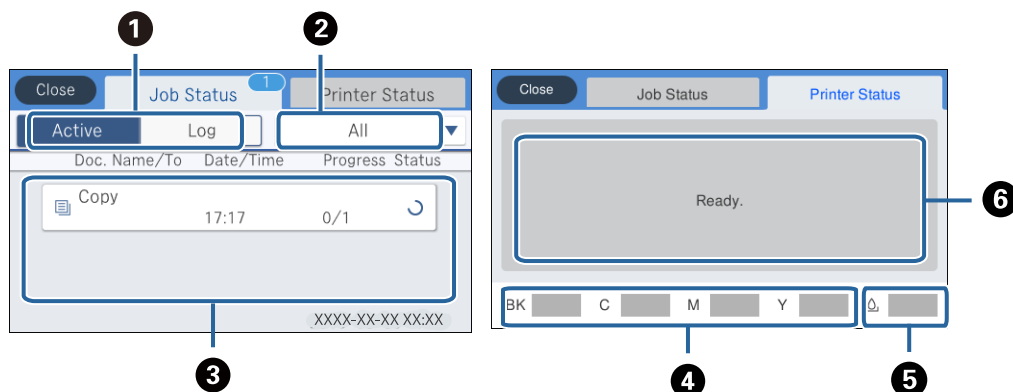 1 2
Close Job Status 1 Printer Status
Active Log All
Doc. Name/To Date/Time Progress Status
Copy
17:17 0/1
XXXX-XX-XX XX:XX
3
Close Job Status Printer Status
Ready.
6
BK C M Y
4 5